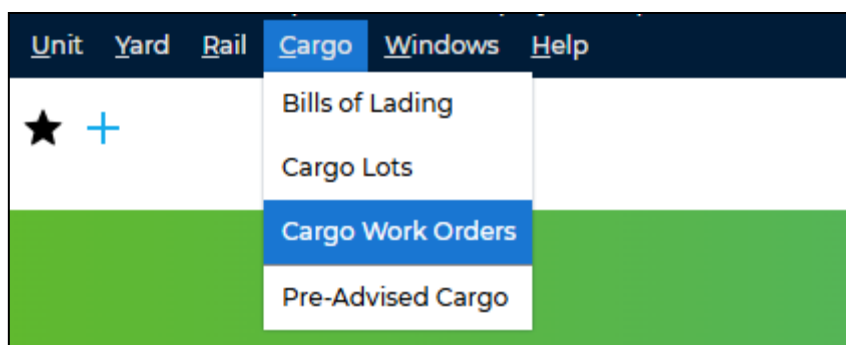 Unit Yard Rail Cargo Windows Help
Bills of Lading
Cargo Lots
Cargo Work Orders
Pre-Advised Cargo